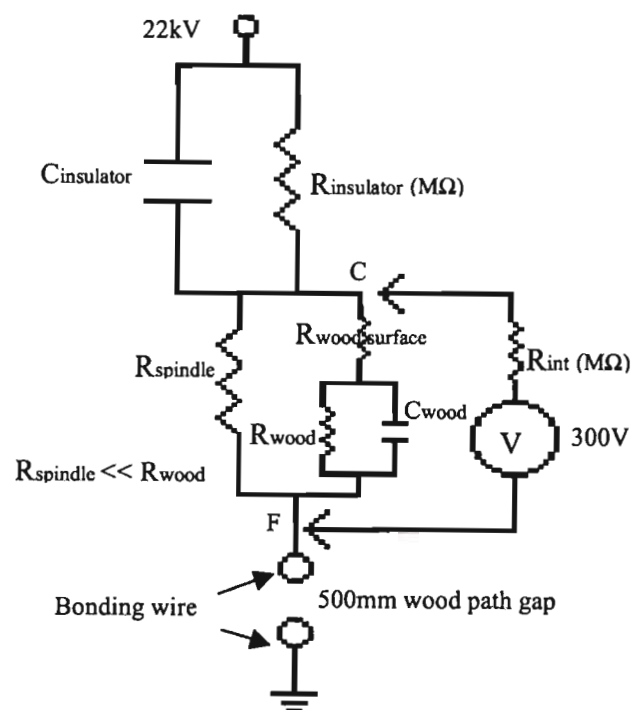 22kV
Cinsulator
Rinsulator (MΩ)
C
Rwood surface
Rspindle
Rint (MΩ)
Cwood
Rwood
V
300V
Rspindle << Rwood
F
Bonding wire
500mm wood path gap